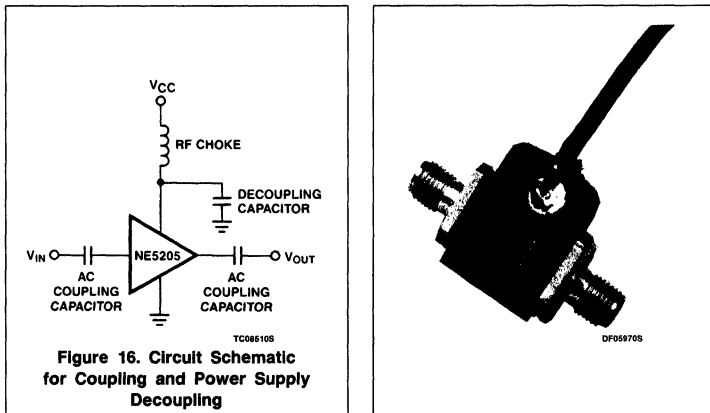 VCC
RF CHOKE
DECOUPLING
CAPACITOR
VIN
NE5205
VOUT
AC
COUPLING
CAPACITOR
AC
COUPLING
CAPACITOR
TC08510S
Figure 16. Circuit Schematic
for Coupling and Power Supply
Decoupling
DF05970S